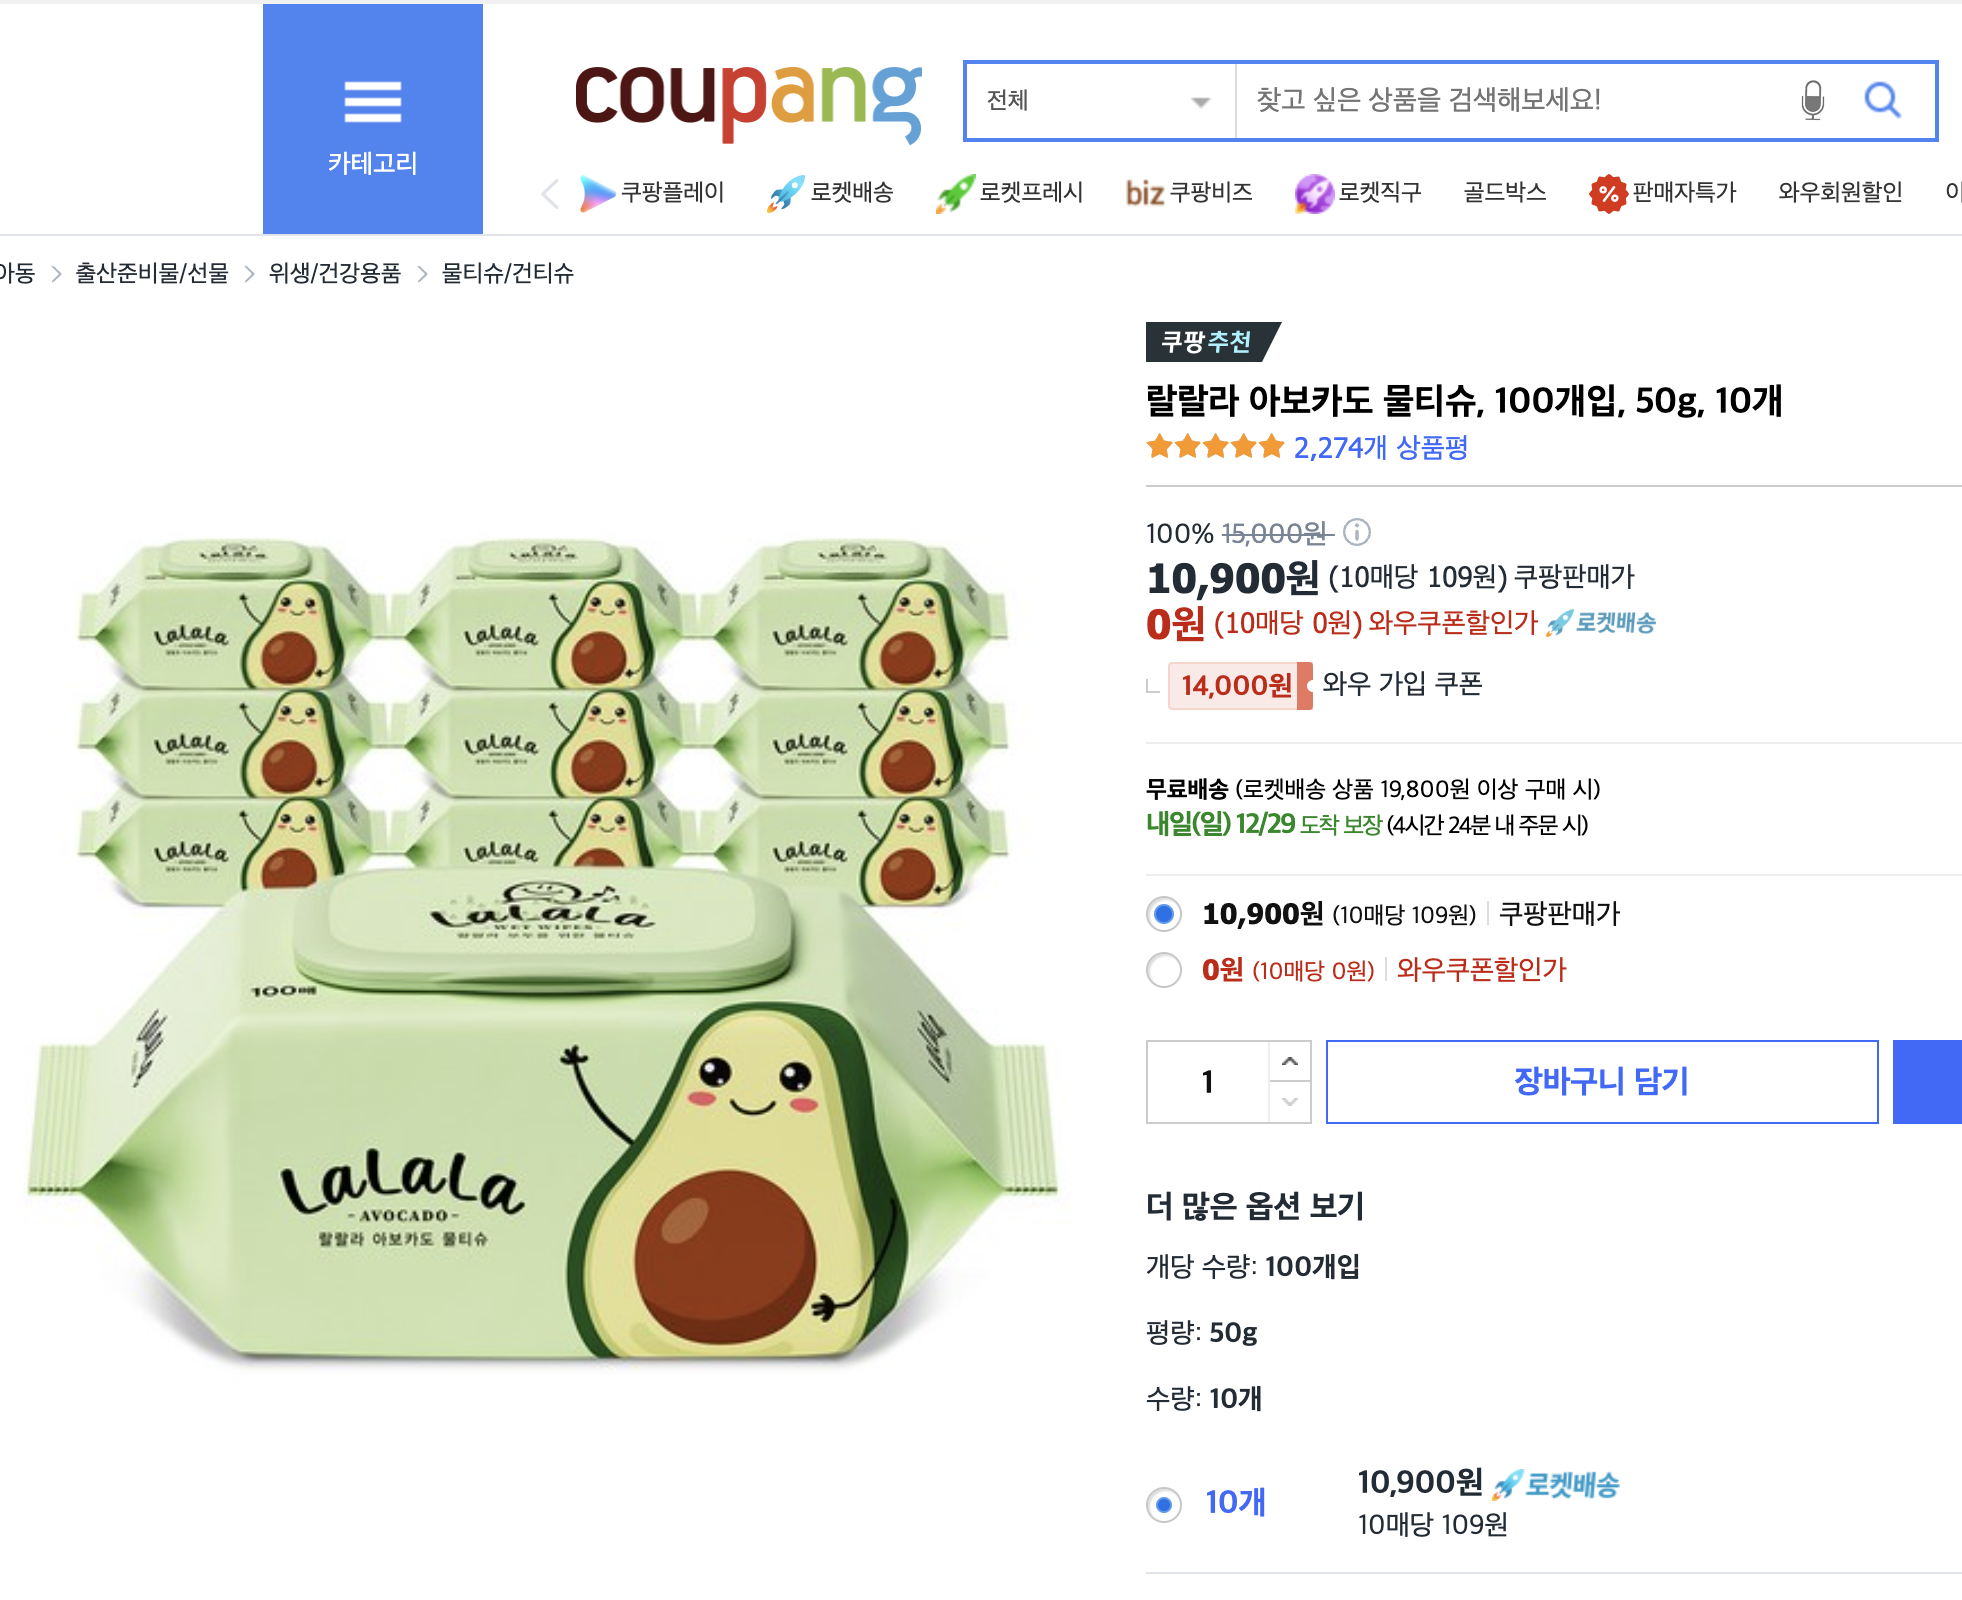 카테고리
coupang
전체
찾고 싶은 상품을 검색해보세요!
쿠팡플레이
로켓배송
로켓프레시
biz 쿠팡비즈
로켓직구
골드박스
% 판매자특가
와우회원할인
아동 > 출산준비물/선물 > 위생/건강용품 > 물티슈/건티슈
쿠팡추천
랄랄라 아보카도 물티슈, 100개입, 50g, 10개
2,274개 상품평
100% 15,000원
10,900원 (10매당 109원) 쿠팡판매가
0원 (10매당 0원) 와우쿠폰할인가 로켓배송
14,000원 와우 가입 쿠폰
무료배송 (로켓배송 상품 19,800원 이상 구매 시)
내일(일) 12/29 도착 보장 (4시간 24분 내 주문 시)
10,900원 (10매당 109원) 쿠팡판매가
0원 (10매당 0원) 와우쿠폰할인가
1
장바구니 담기
더 많은 옵션 보기
개당 수량: 100개입
평량: 50g
수량: 10개
10개
10,900원 로켓배송
10매당 109원
LaLaLa
LaLaLa
LaLaLa
LaLaLa
LaLaLa
LaLaLa
LaLaLa
LaLaLa
LaLaLa
LaLaLa
WET WIPES
100매
LaLaLa
- AVOCADO -
랄랄라 아보카도 물티슈